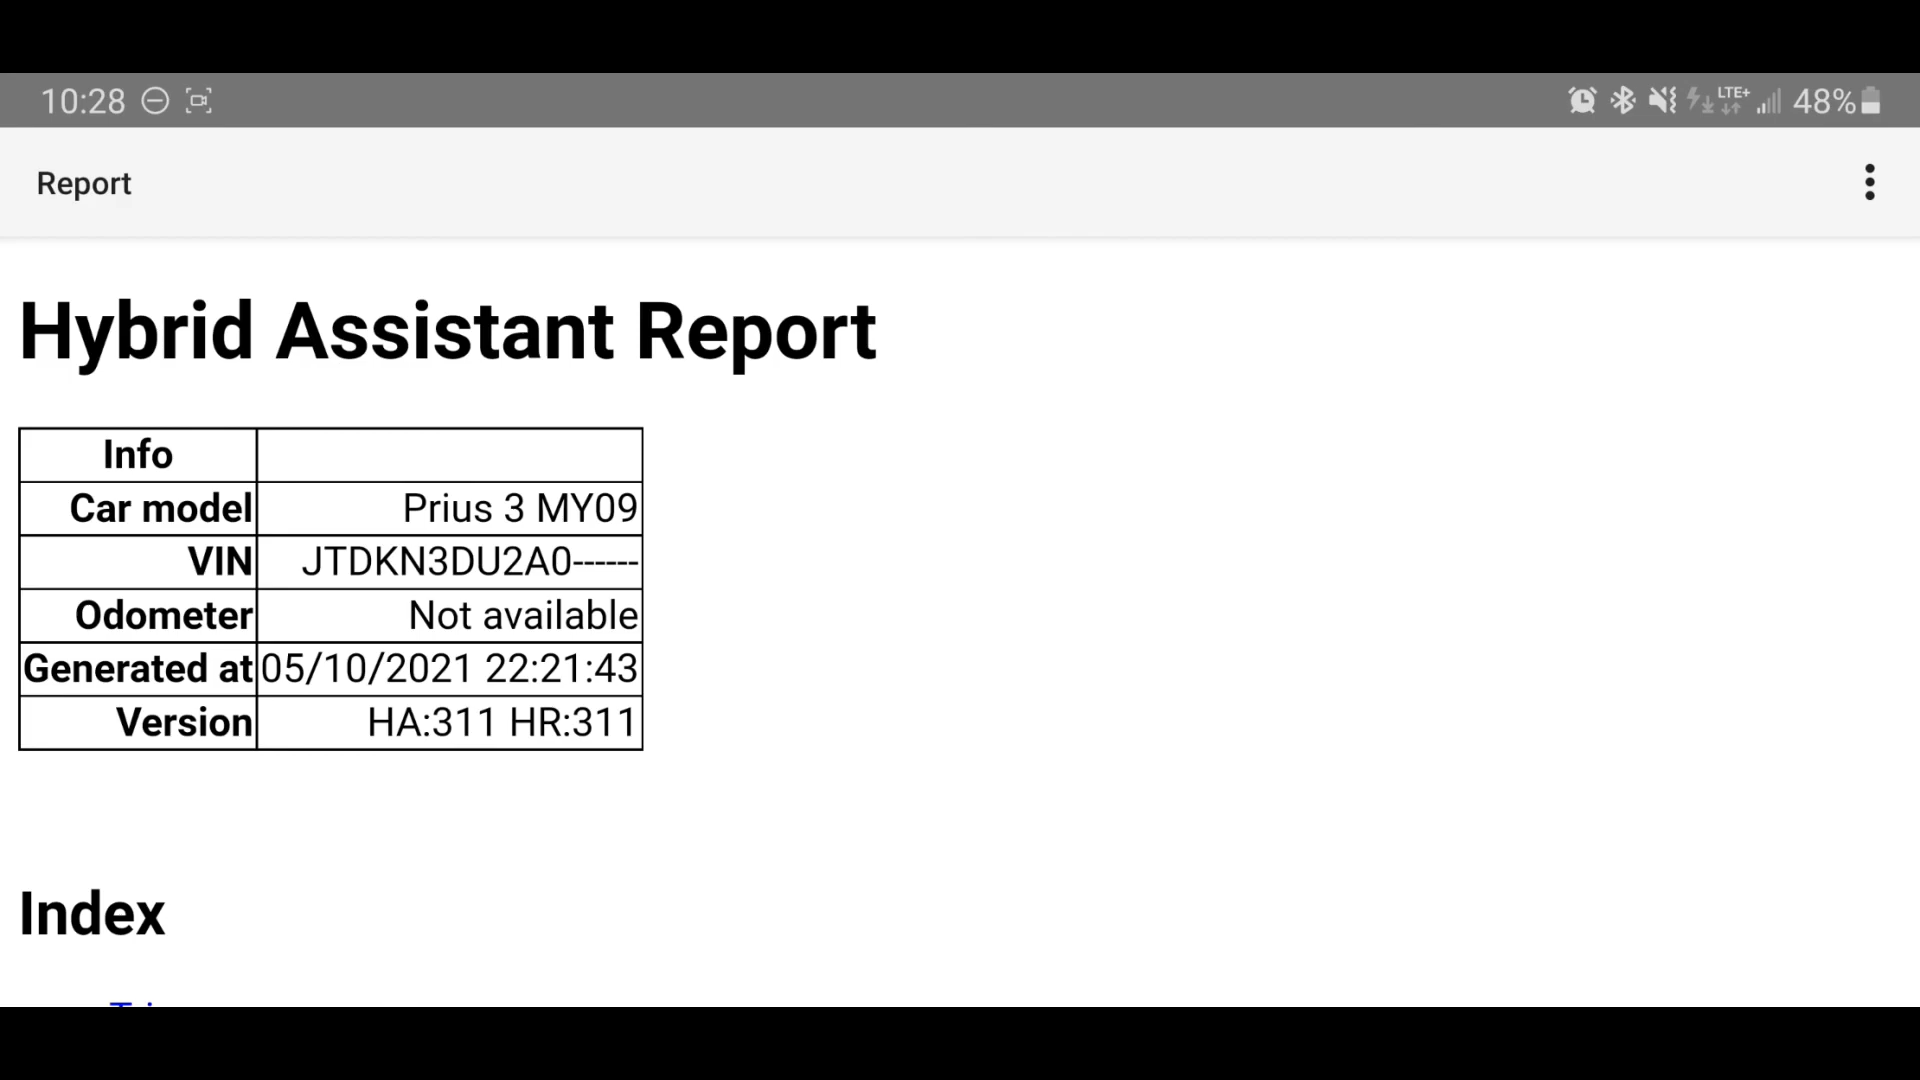 10:28 LTE+ 48%
Report
Hybrid Assistant Report
Info
Car model Prius 3 MY09
VIN JTDKN3DU2A0------
Odometer Not available
Generated at 05/10/2021 22:21:43
Version HA:311 HR:311
Index